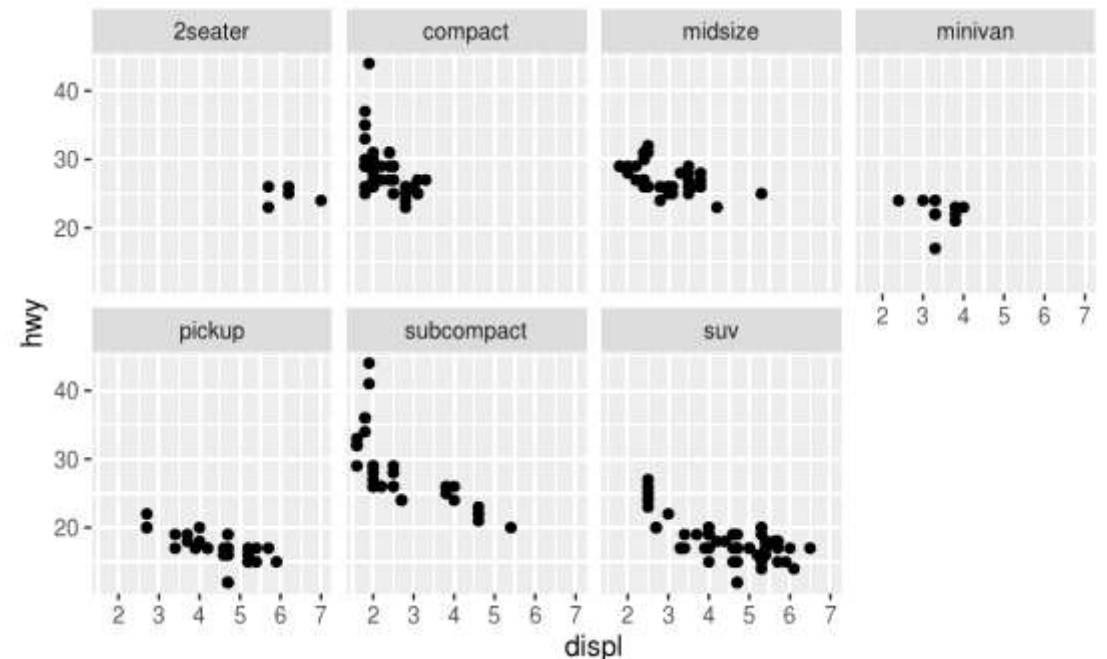 2seater compact midsize minivan
40
30
20
2 3 4 5 6 7
hwy
pickup subcompact suv
40
30
20
2 3 4 5 6 7 2 3 4 5 6 7 2 3 4 5 6 7
displ